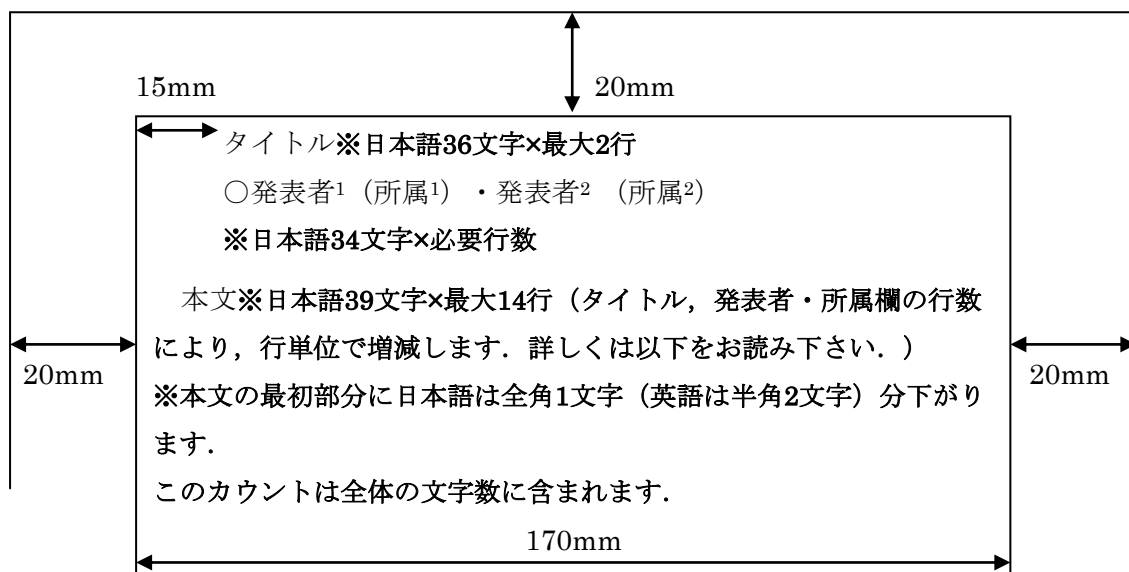 15mm
20mm
タイトル※日本語36文字×最大2行
○発表者¹（所属¹）・発表者²（所属²）
※日本語34文字×必要行数
本文※日本語39文字×最大14行（タイトル，発表者・所属欄の行数
により，行単位で増減します．詳しくは以下をお読み下さい．）
20mm
20mm
※本文の最初部分に日本語は全角1文字（英語は半角2文字）分下がり
ます．
このカウントは全体の文字数に含まれます．
170mm